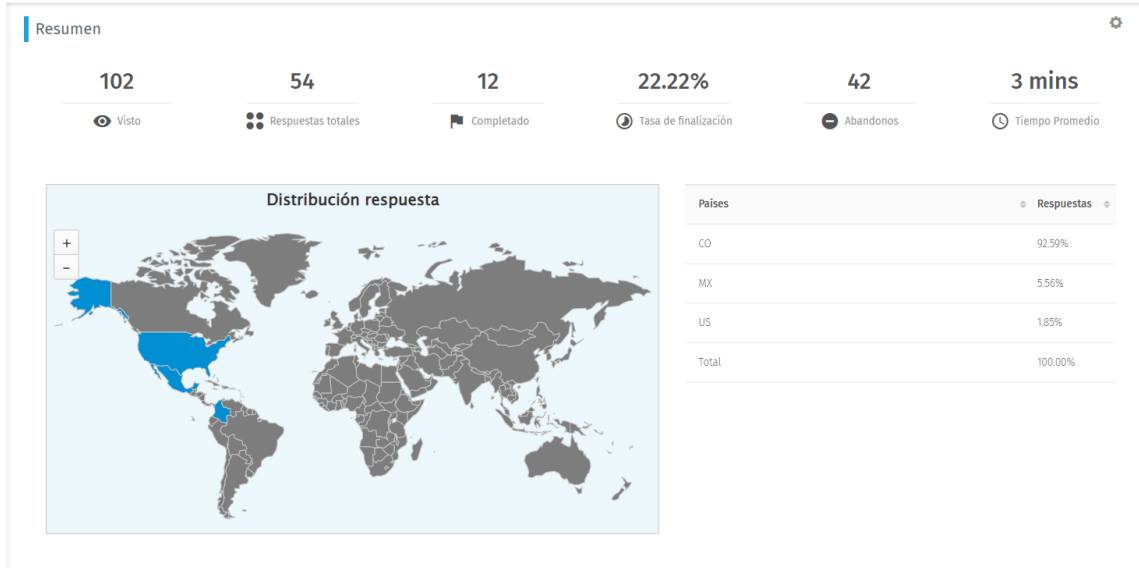 Resumen
102 54 12 22.22% 42 3 mins
Visto Respuestas totales Completado Tasa de finalización Abandonos Tiempo Promedio
Distribución respuesta
+
−
Países Respuestas
CO 92.59%
MX 5.56%
US 1.85%
Total 100.00%